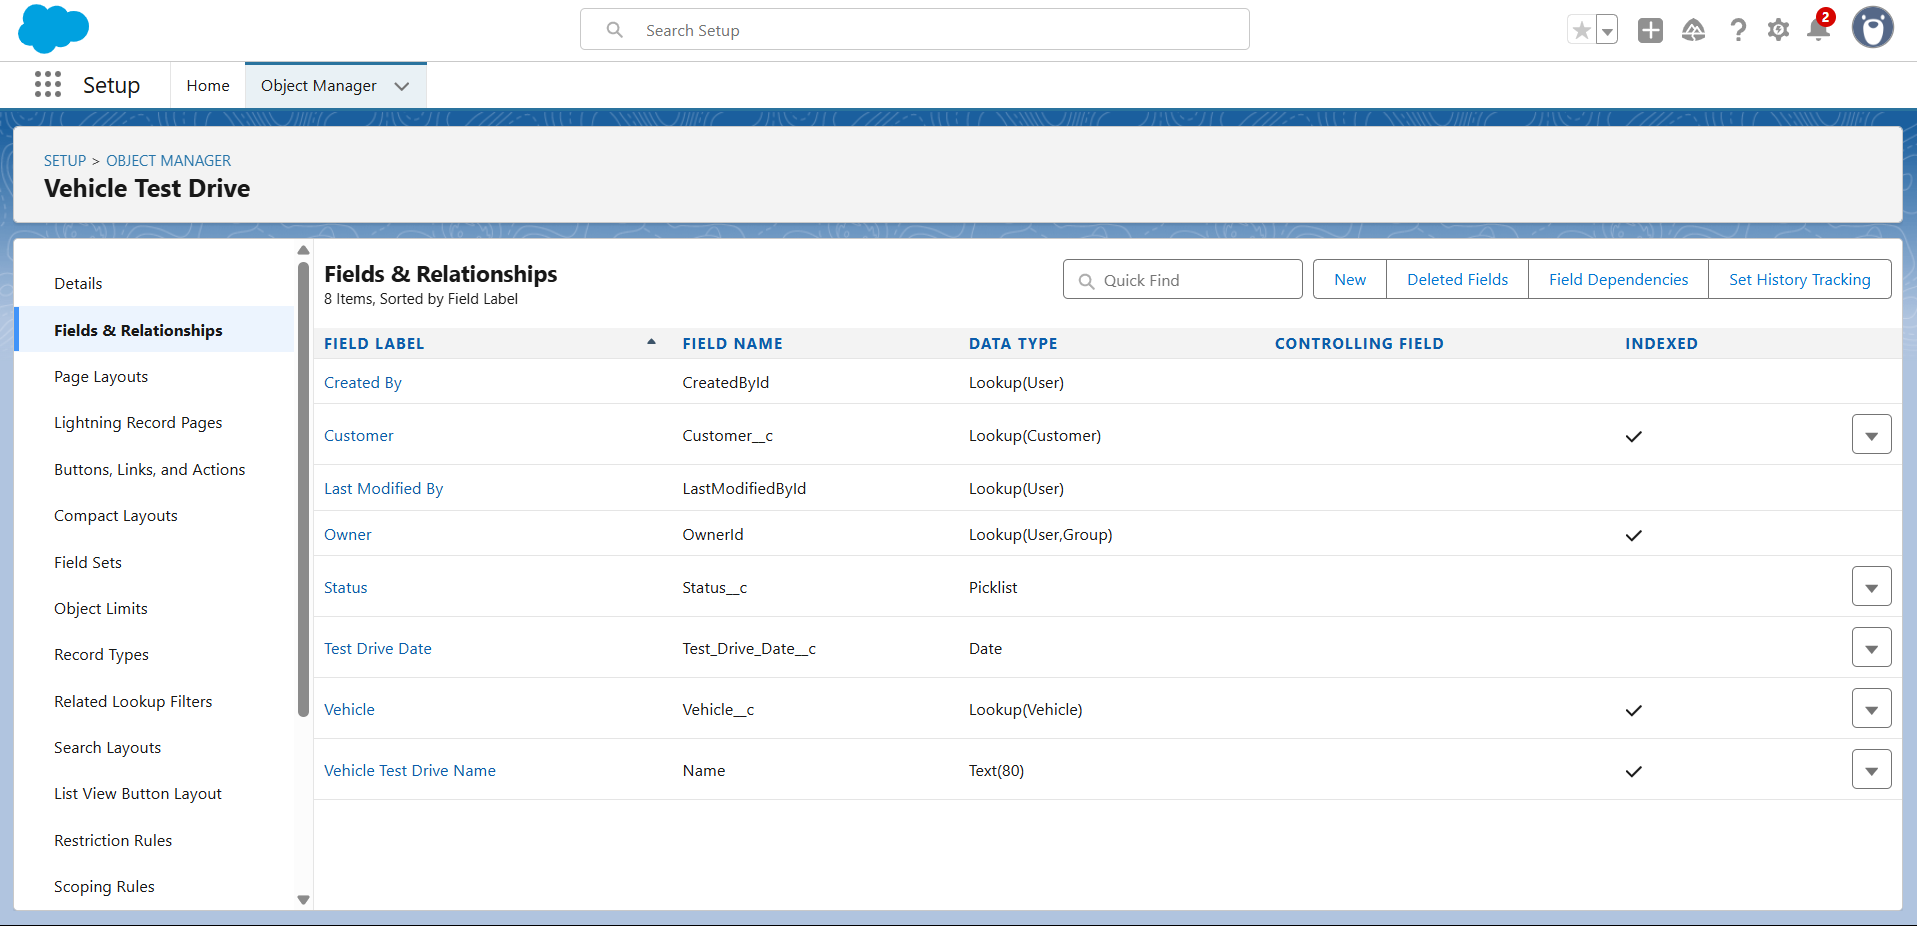 Search Setup
2
Setup
Home
Object Manager
SETUP > OBJECT MANAGER
Vehicle Test Drive
Details
Fields & Relationships
Page Layouts
Lightning Record Pages
Buttons, Links, and Actions
Compact Layouts
Field Sets
Object Limits
Record Types
Related Lookup Filters
Search Layouts
List View Button Layout
Restriction Rules
Scoping Rules
Fields & Relationships
8 Items, Sorted by Field Label
Quick Find
New
Deleted Fields
Field Dependencies
Set History Tracking
FIELD LABEL FIELD NAME DATA TYPE CONTROLLING FIELD INDEXED
Created By CreatedById Lookup(User)
Customer Customer__c Lookup(Customer)
Last Modified By LastModifiedById Lookup(User)
Owner OwnerId Lookup(User,Group)
Status Status__c Picklist
Test Drive Date Test_Drive_Date__c Date
Vehicle Vehicle__c Lookup(Vehicle)
Vehicle Test Drive Name Name Text(80)